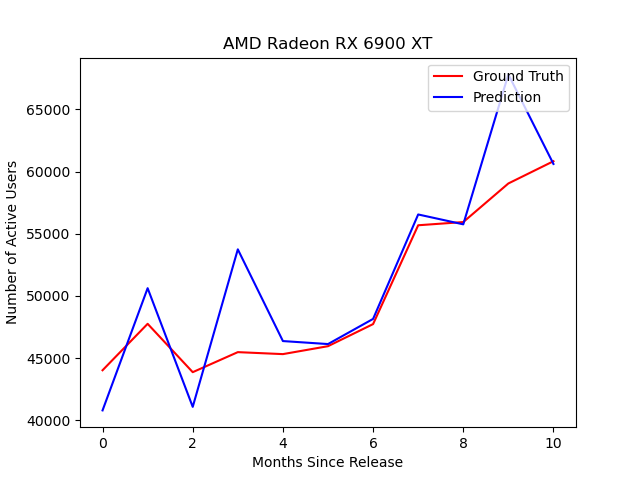 AMD Radeon RX 6900 XT
Ground Truth
Prediction
65000
60000
55000
50000
45000
40000
Number of Active Users
0 2 4 6 8 10
Months Since Release